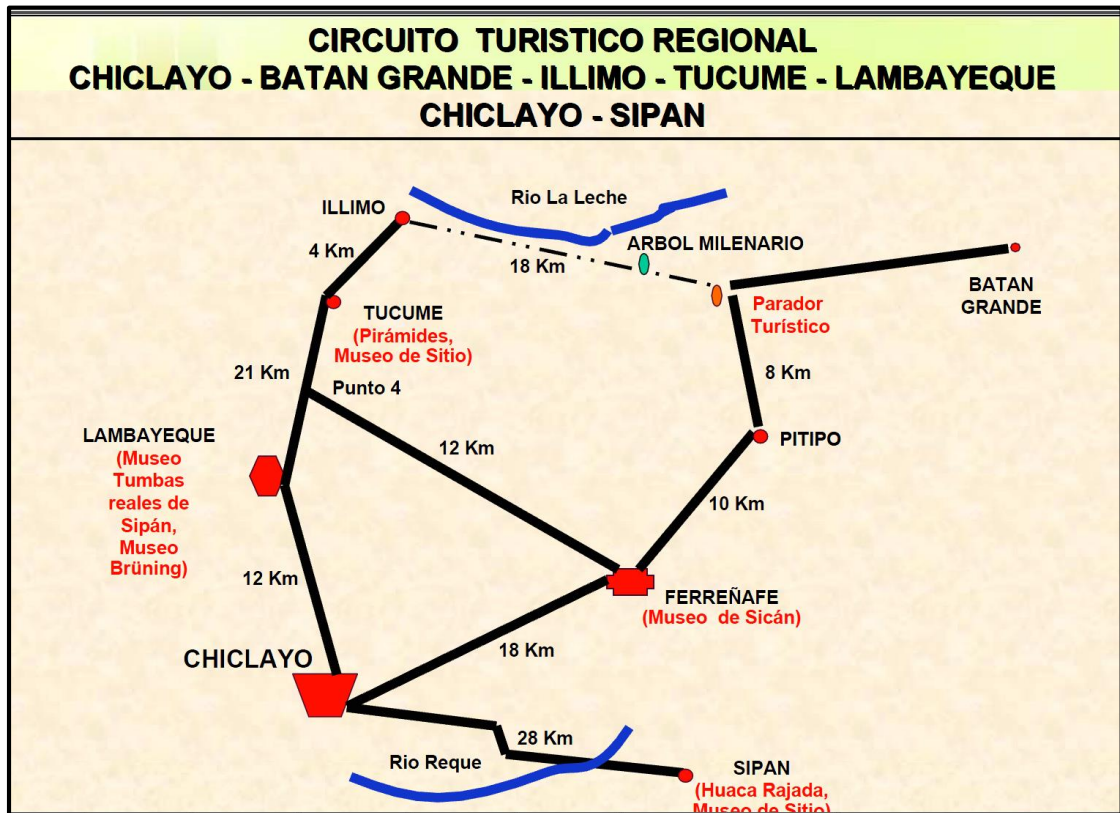 CIRCUITO TURISTICO REGIONAL
CHICLAYO - BATAN GRANDE - ILLIMO - TUCUME - LAMBAYEQUE
CHICLAYO - SIPAN
Rio La Leche
ILLIMO
4 Km
18 Km
ARBOL MILENARIO
BATAN
GRANDE
TUCUME
(Pirámides,
Museo de Sitio)
Parador
Turístico
21 Km
Punto 4
8 Km
LAMBAYEQUE
(Museo
Tumbas
reales de
Sipán,
Museo
Brüning)
12 Km
PITIPO
10 Km
12 Km
FERREÑAFE
(Museo de Sicán)
18 Km
CHICLAYO
28 Km
Rio Reque
SIPAN
(Huaca Rajada,
Museo de Sitio)